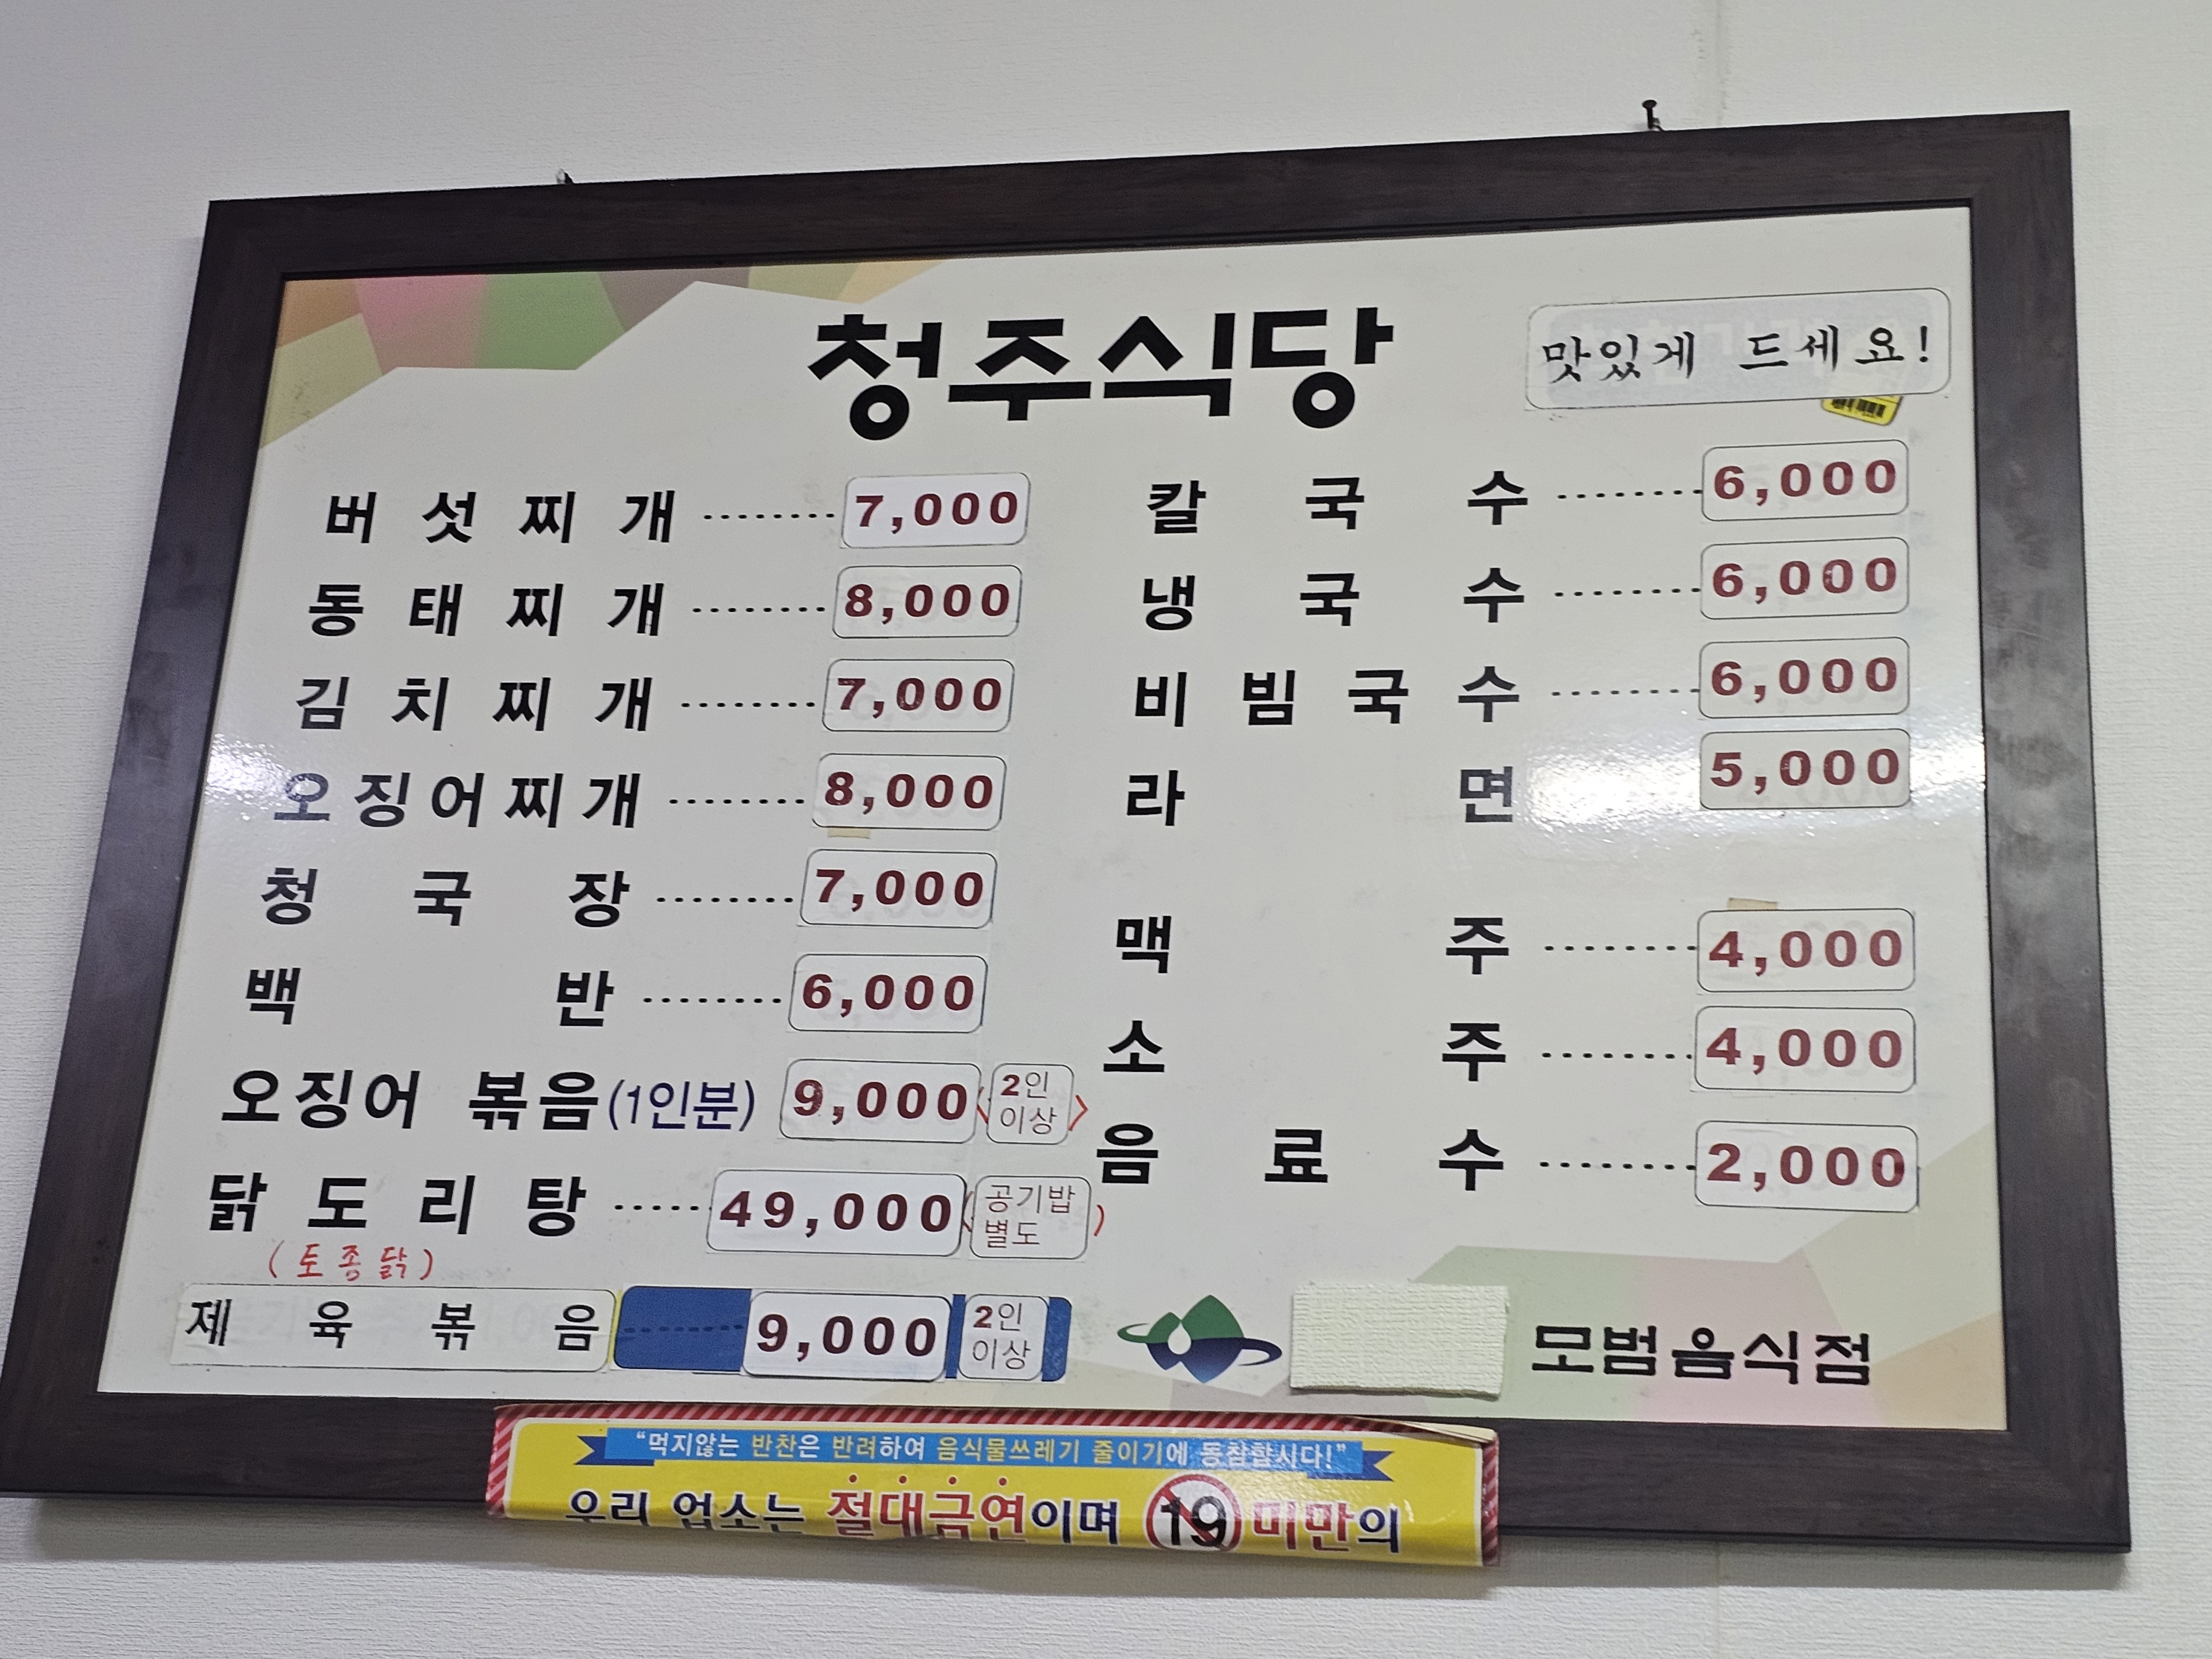 청주식당
맛있게 드세요!
버섯찌개 ········ 7,000
동태찌개 ········ 8,000
김치찌개 ········ 7,000
오징어찌개 ········ 8,000
청국장 ········ 7,000
백반 ········ 6,000
오징어 볶음(1인분) 9,000 (2인 이상)
닭도리탕 ····· 49,000 (공기밥 별도)
(토종닭)
제육볶음 ········ 9,000 2인 이상
칼국수 ········ 6,000
냉국수 ········ 6,000
비빔국수 ········ 6,000
라면 5,000
맥주 ········ 4,000
소주 ········ 4,000
음료수 ········ 2,000
모범음식점
“먹지않는 반찬은 반려하여 음식물쓰레기 줄이기에 동참합시다!”
우리 업소는 절대금연이며 19 미만의